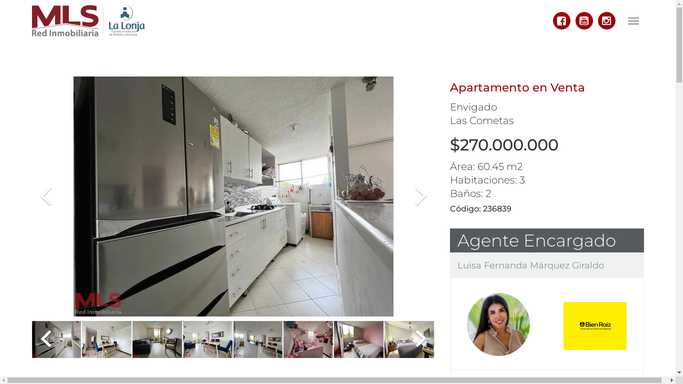 MLS
Red Inmobiliaria
La Lonja
Apartamento en Venta
Envigado
Las Cometas
$270.000.000
Área: 60.45 m2
Habitaciones: 3
Baños: 2
Código: 236839
Agente Encargado
Luisa Fernanda Márquez Giraldo
MLS
Red Inmobiliaria
Bien Raiz